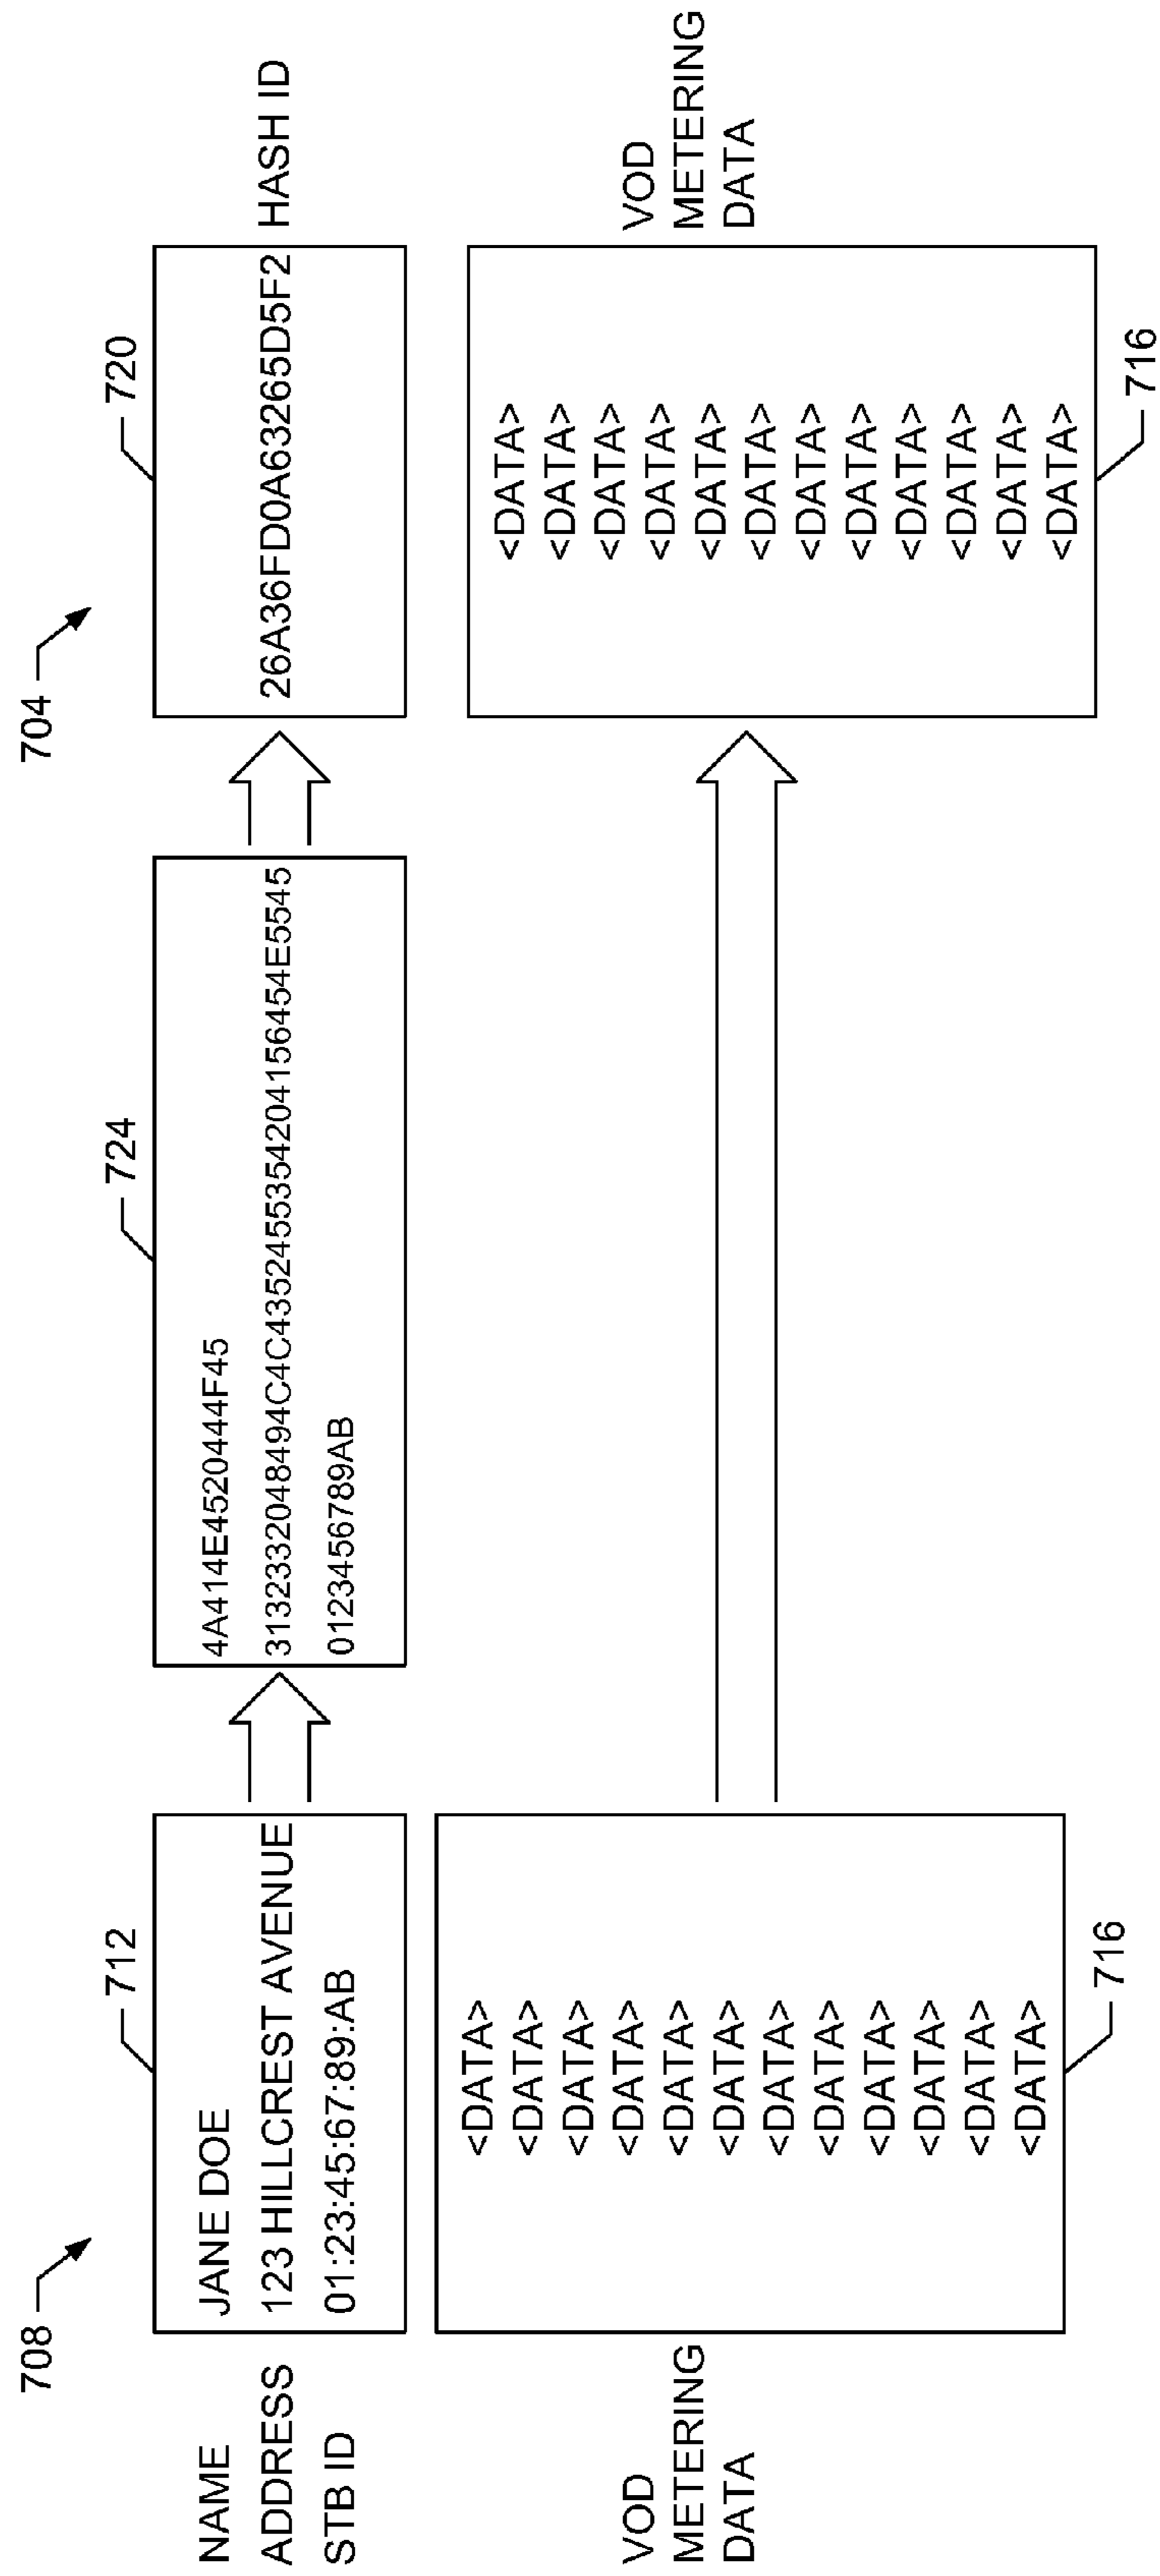 708
704
712
724
720
NAME JANE DOE 4A414E4520444F45
ADDRESS 123 HILLCREST AVENUE 3132332048494C4C4352455354204156454E5545 26A36FD0A63265D5F2 HASH ID
STB ID 01:23:45:67:89:AB 0123456789AB
VOD
METERING
DATA
<DATA>
<DATA>
<DATA>
<DATA>
<DATA>
<DATA>
<DATA>
<DATA>
<DATA>
<DATA>
<DATA>
<DATA>
716
<DATA>
<DATA>
<DATA>
<DATA>
<DATA>
<DATA>
<DATA>
<DATA>
<DATA>
<DATA>
<DATA>
<DATA>
VOD
METERING
DATA
716